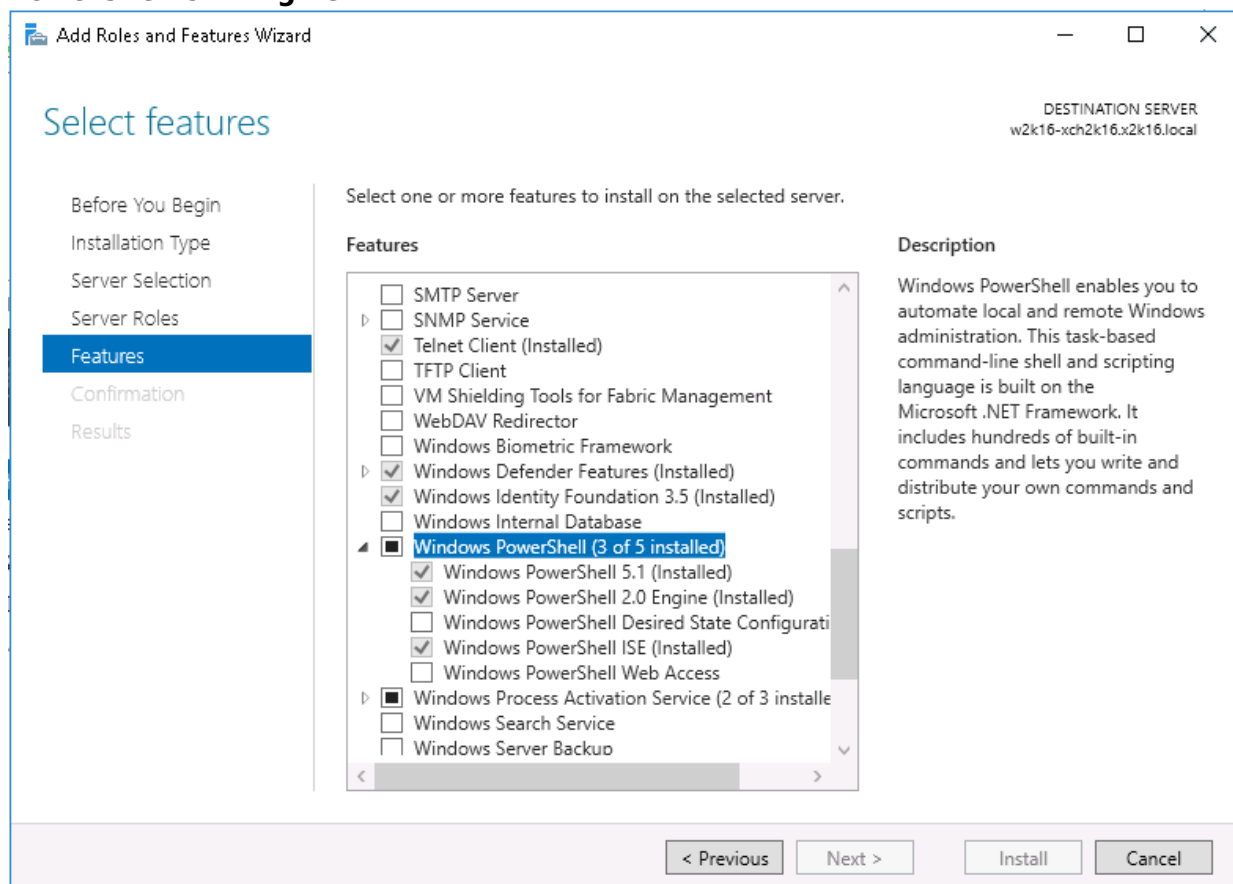 Add Roles and Features Wizard
Select features
DESTINATION SERVER
w2k16-xch2k16.x2k16.local
Before You Begin
Installation Type
Server Selection
Server Roles
Features
Confirmation
Results
Select one or more features to install on the selected server.
Features
SMTP Server
SNMP Service
Telnet Client (Installed)
TFTP Client
VM Shielding Tools for Fabric Management
WebDAV Redirector
Windows Biometric Framework
Windows Defender Features (Installed)
Windows Identity Foundation 3.5 (Installed)
Windows Internal Database
Windows PowerShell (3 of 5 installed)
Windows PowerShell 5.1 (Installed)
Windows PowerShell 2.0 Engine (Installed)
Windows PowerShell Desired State Configurati
Windows PowerShell ISE (Installed)
Windows PowerShell Web Access
Windows Process Activation Service (2 of 3 installe
Windows Search Service
Windows Server Backup
Description
Windows PowerShell enables you to
automate local and remote Windows
administration. This task-based
command-line shell and scripting
language is built on the
Microsoft .NET Framework. It
includes hundreds of built-in
commands and lets you write and
distribute your own commands and
scripts.
< Previous
Next >
Install
Cancel